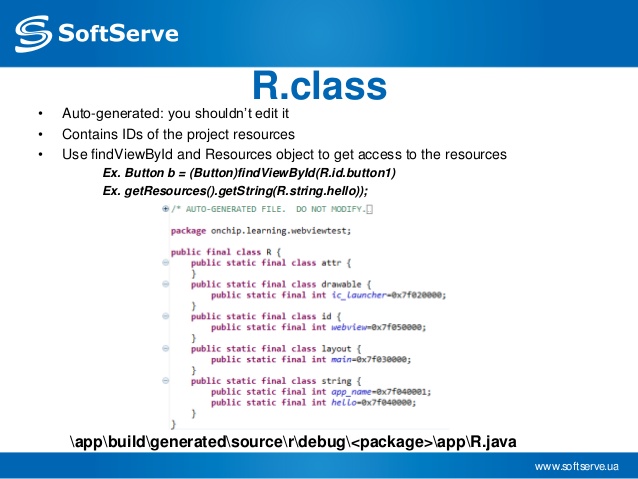 SoftServe
R.class
• Auto-generated: you shouldn't edit it
• Contains IDs of the project resources
• Use findViewById and Resources object to get access to the resources
Ex. Button b = (Button)findViewById(R.id.button1)
Ex. getResources().getString(R.string.hello));
/* AUTO-GENERATED FILE. DO NOT MODIFY.
package onchip.learning.webviewtest;
public final class R {
public static final class attr {
}
public static final class drawable {
public static final int ic_launcher=0x7f020000;
}
public static final class id {
public static final int webview=0x7f050000;
}
public static final class layout {
public static final int main=0x7f030000;
}
public static final class string {
public static final int app_name=0x7f040001;
public static final int hello=0x7f040000;
}
}
\app\build\generated\source\r\debug\<package>\app\R.java
www.softserve.ua